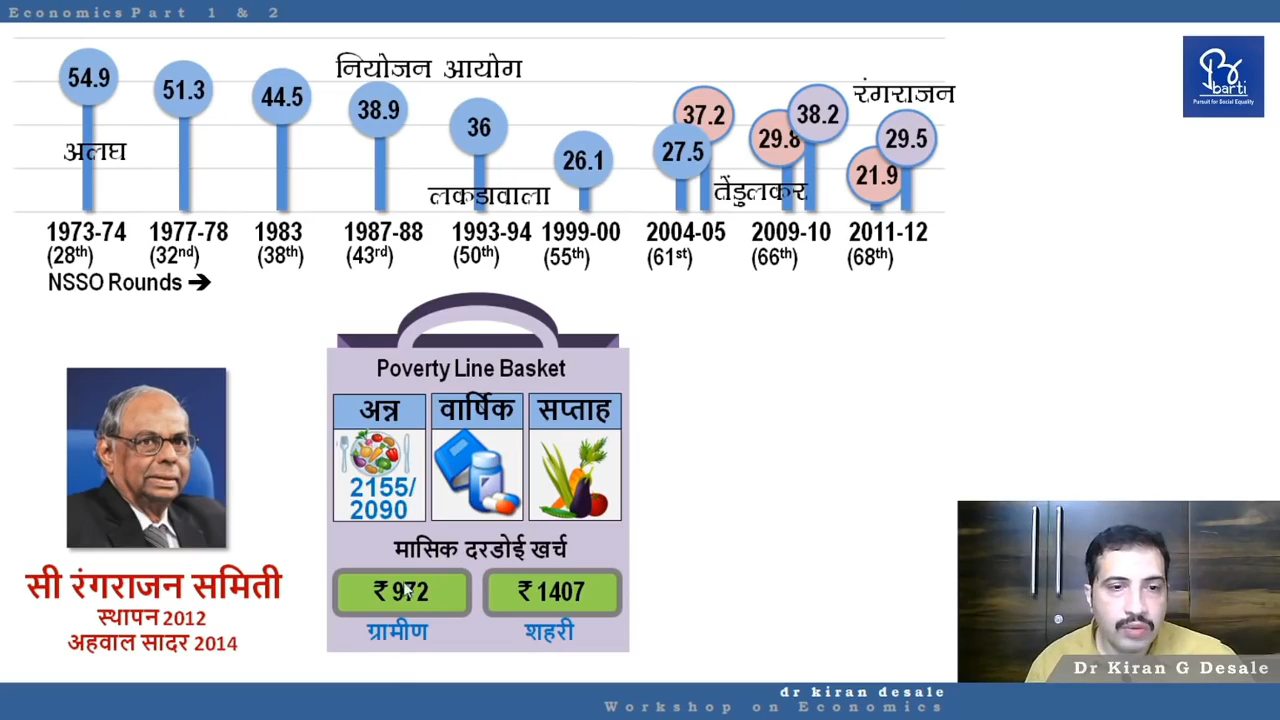 Economics Part 1 & 2
54.9
51.3
44.5
नियोजन आयोग
38.9
36
26.1
37.2
27.5
29.8
38.2
रंगराजन
29.5
21.9
अलघ
लकडावाला
तेंडुलकर
1973-74 1977-78 1983 1987-88 1993-94 1999-00 2004-05 2009-10 2011-12
(28th) (32nd) (38th) (43rd) (50th) (55th) (61st) (66th) (68th)
NSSO Rounds ➔
barti
Pursuit for Social Equality
Poverty Line Basket
अन्न वार्षिक सप्ताह
2155/
2090
मासिक दरडोई खर्च
₹972 ₹1407
ग्रामीण शहरी
सी रंगराजन समिती
स्थापन 2012
अहवाल सादर 2014
Dr Kiran G Desale
dr kiran desale
Workshop on Economics